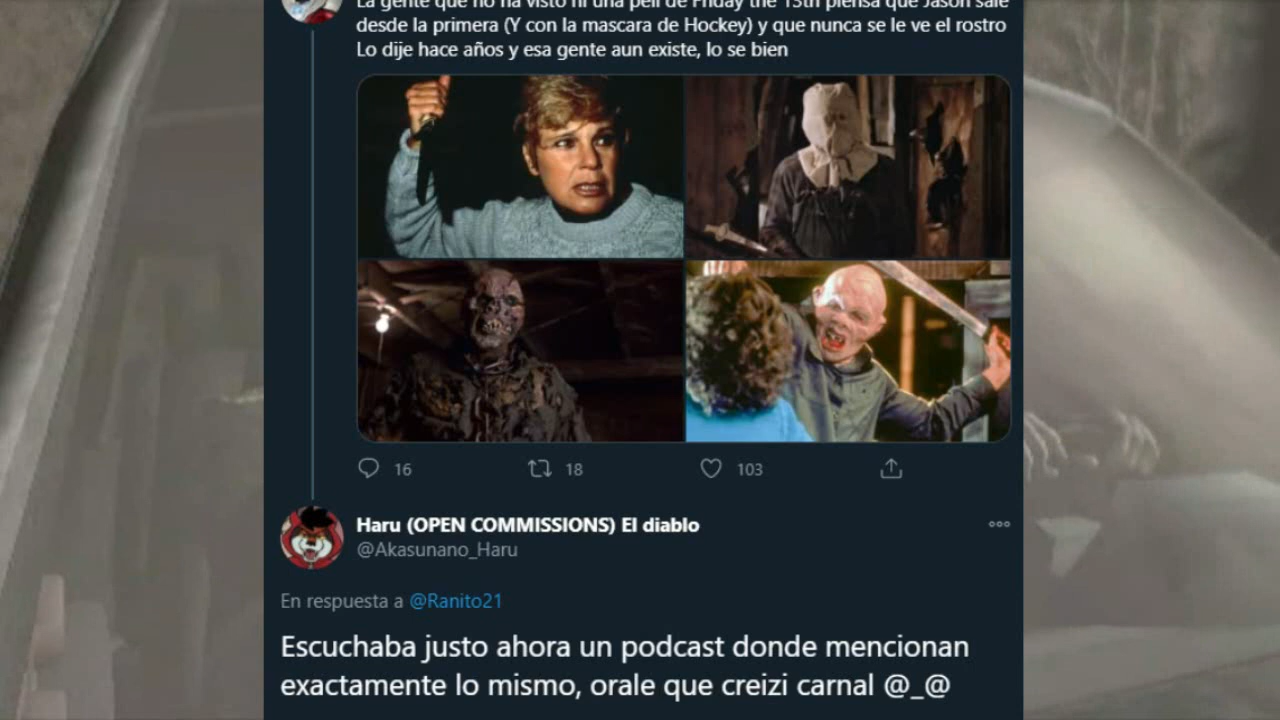 La gente que no ha visto ni una peli de Friday the 13th piensa que Jason sale
desde la primera (Y con la mascara de Hockey) y que nunca se le ve el rostro
Lo dije hace años y esa gente aun existe, lo se bien
16
18
103
Haru (OPEN COMMISSIONS) El diablo
@Akasunano_Haru
En respuesta a @Ranito21
Escuchaba justo ahora un podcast donde mencionan
exactamente lo mismo, orale que creizi carnal @_@